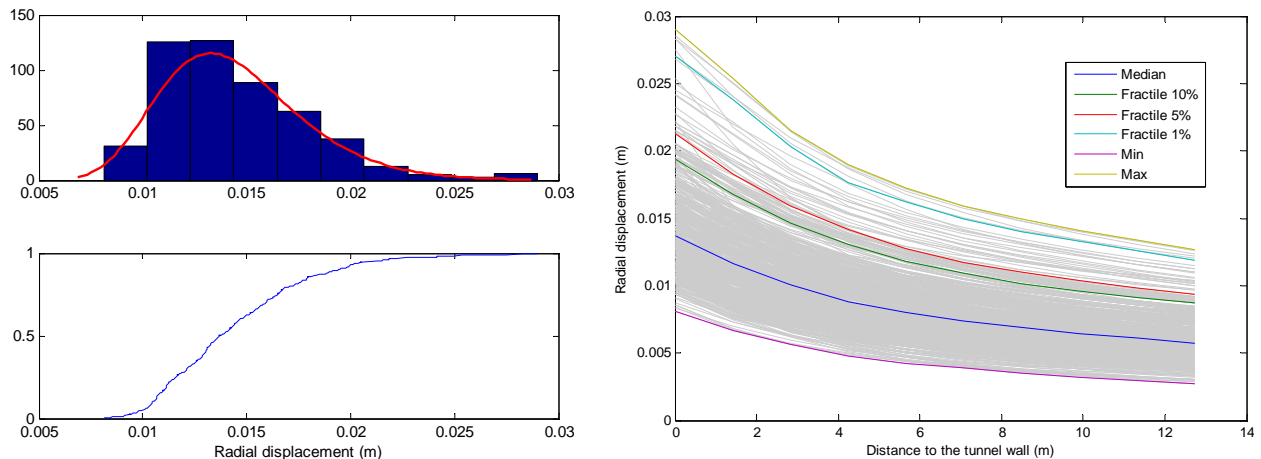 150
100
50
0
0.005 0.01 0.015 0.02 0.025 0.03
1
0.5
0
0.005 0.01 0.015 0.02 0.025 0.03
Radial displacement (m)
0.03
0.025
0.02
0.015
0.01
0.005
0
Radial displacement (m)
Median
Fractile 10%
Fractile 5%
Fractile 1%
Min
Max
0 2 4 6 8 10 12 14
Distance to the tunnel wall (m)